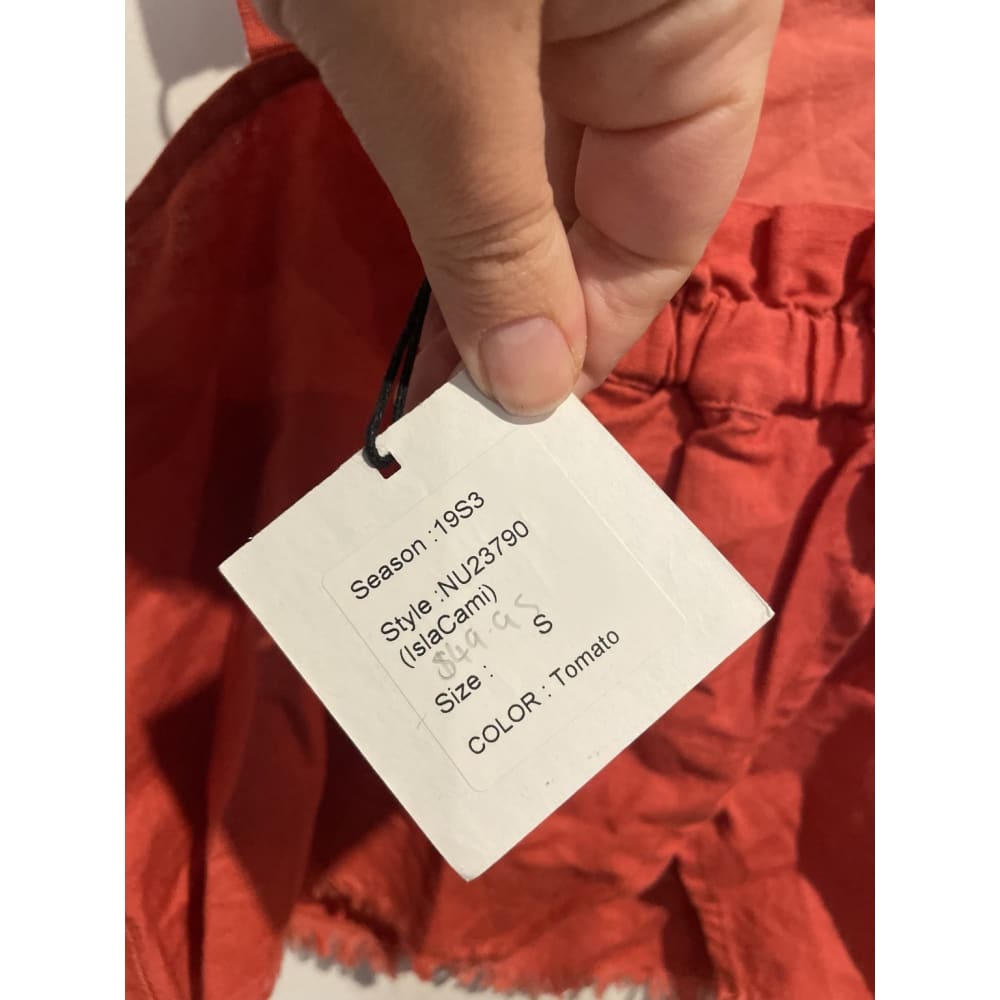 Season :19S3
Style :NU23790
(IslaCami)
$49.95
Size : S
COLOR : Tomato